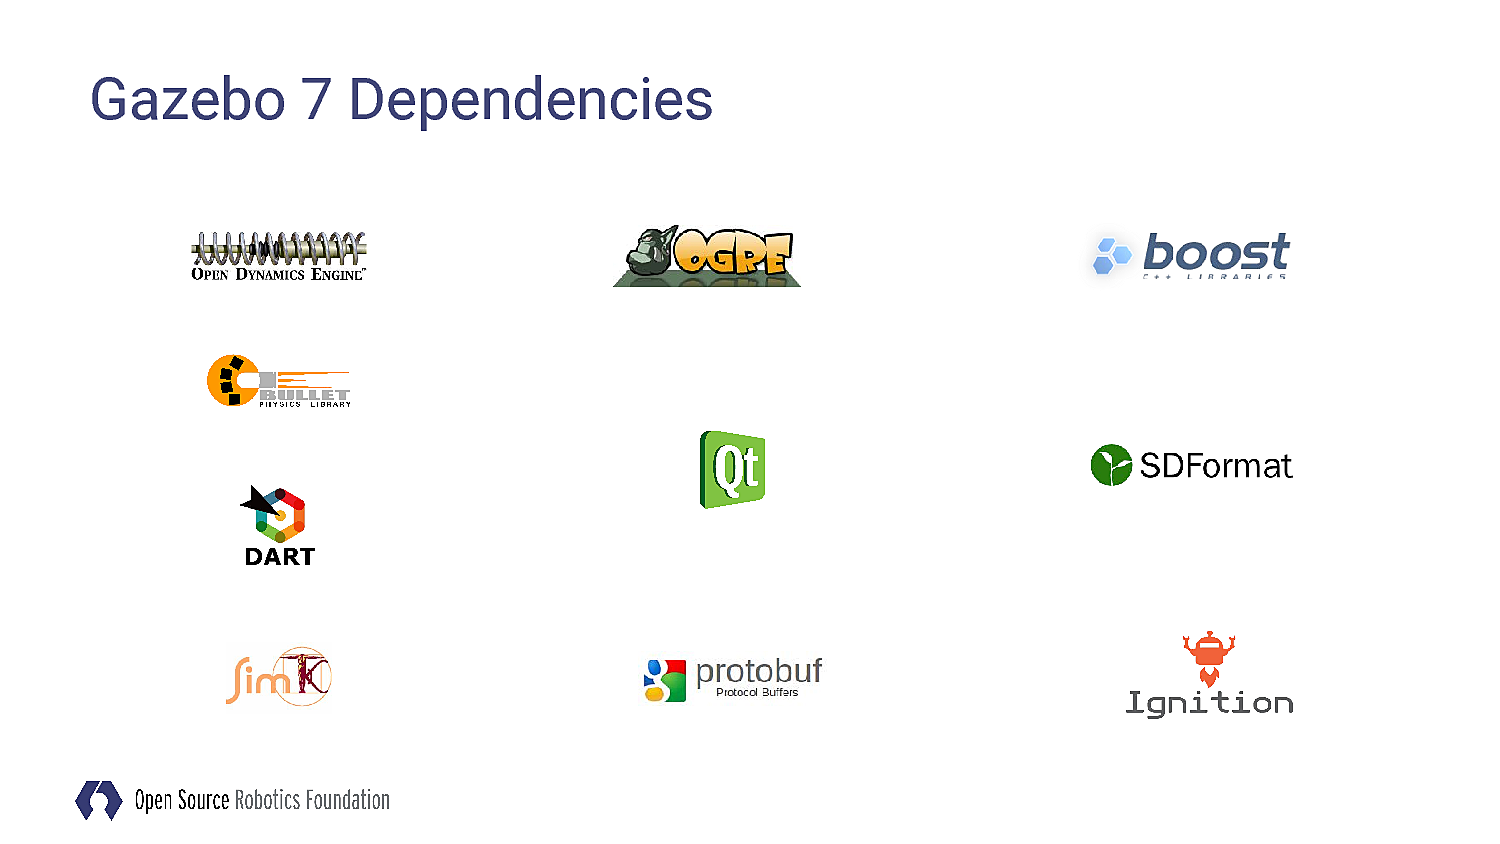 Gazebo 7 Dependencies
OPEN DYNAMICS ENGINE™
OGRE
boost
C++ LIBRARIES
BULLET
PHYSICS LIBRARY
Qt
SDFormat
DART
SimTK
protobuf
Protocol Buffers
Ignition
Open Source Robotics Foundation